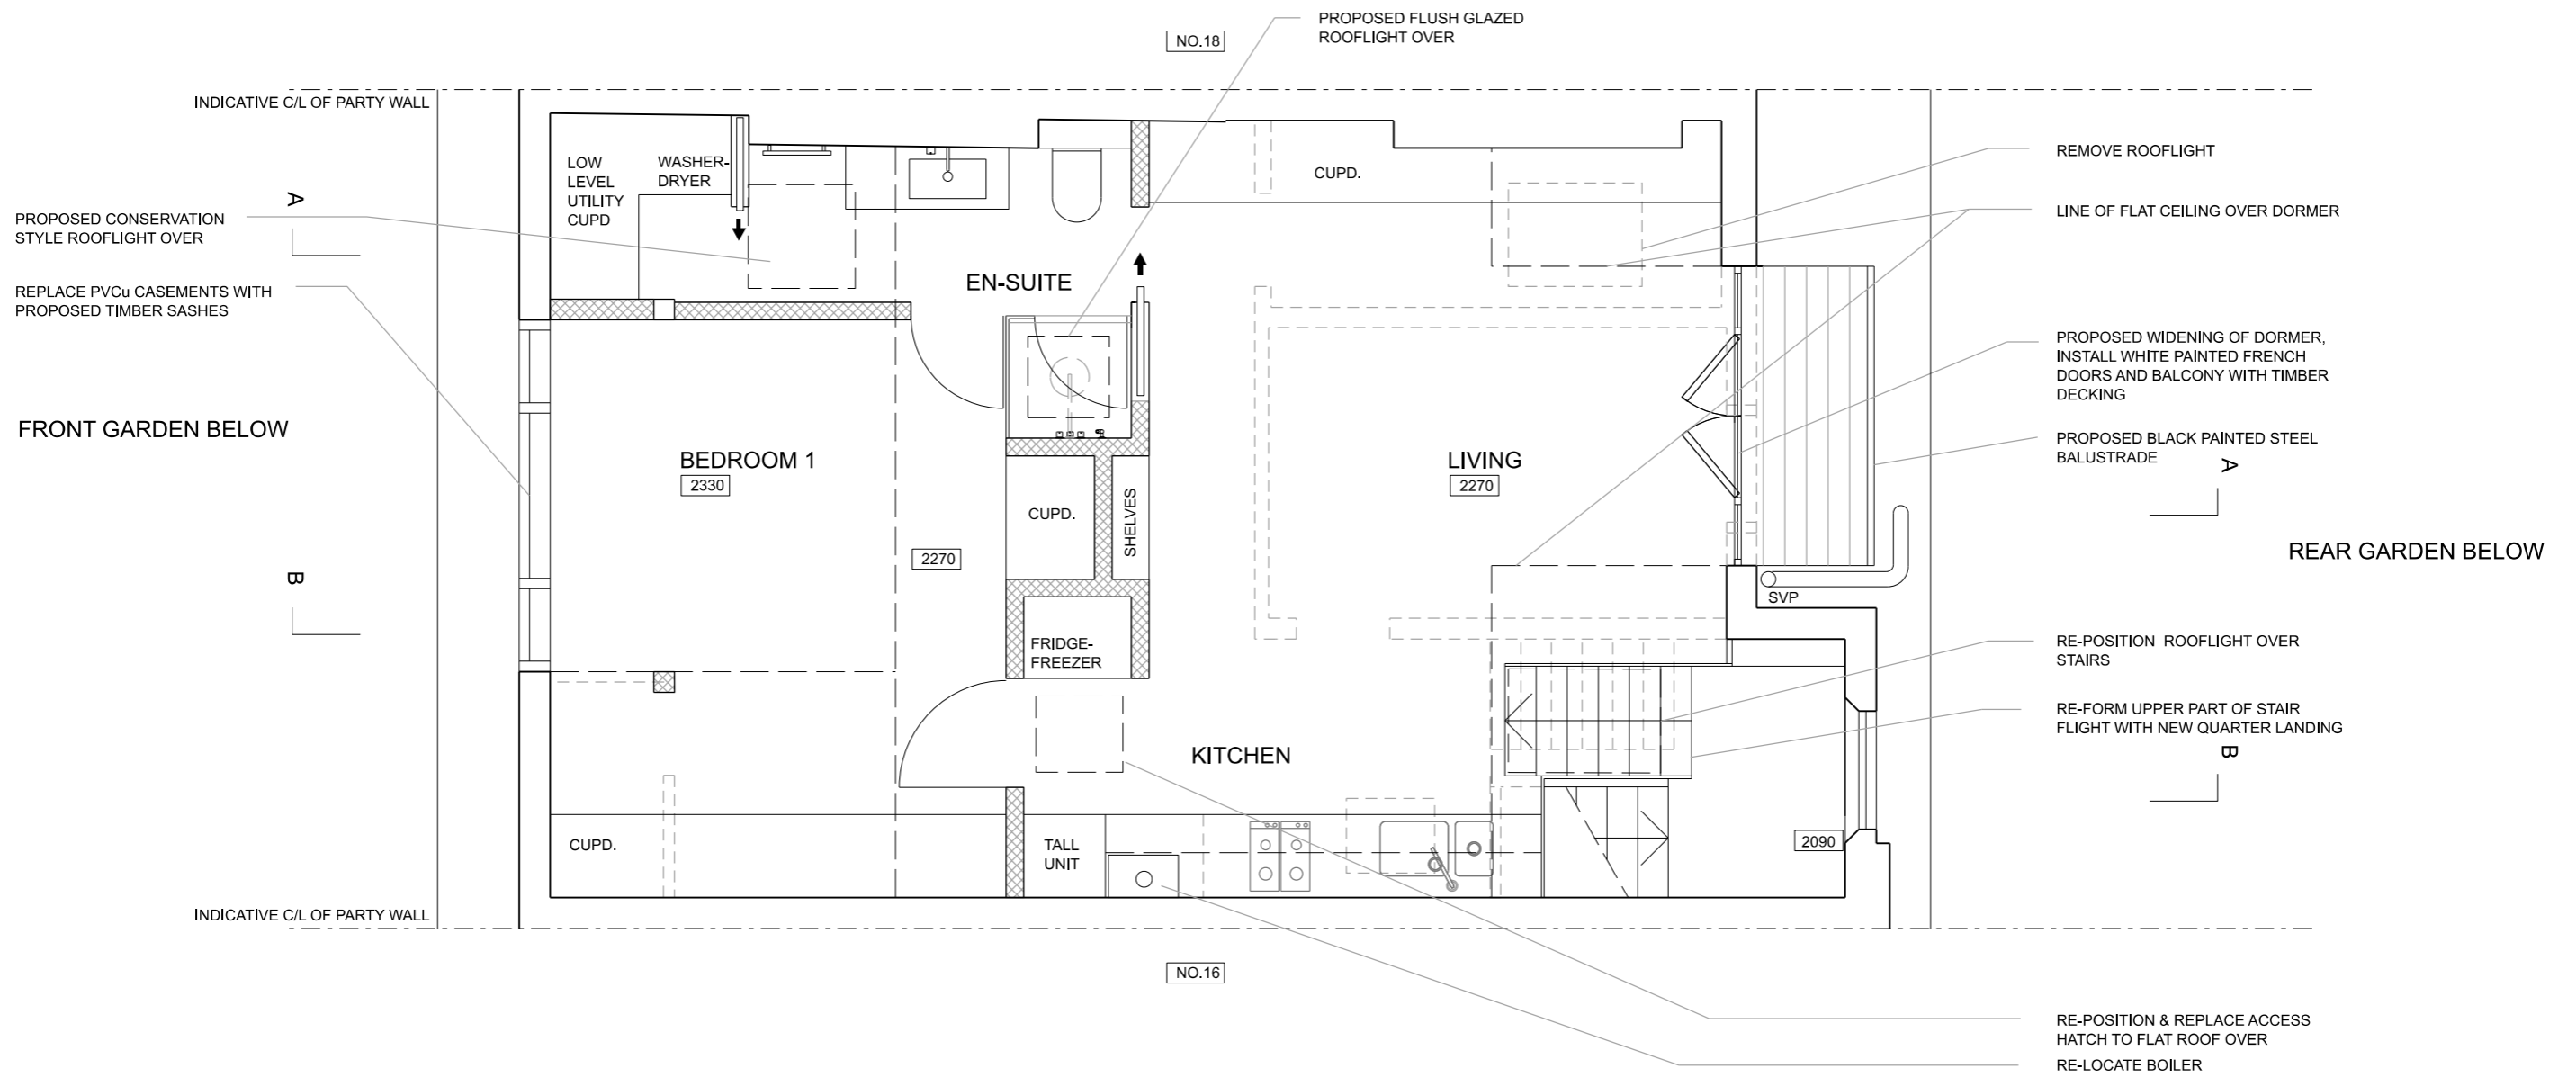 PROPOSED FLUSH GLAZED
ROOFLIGHT OVER
NO.18
INDICATIVE C/L OF PARTY WALL
REMOVE ROOFLIGHT
LOW
LEVEL
UTILITY
CUPD
WASHER-
DRYER
CUPD.
A
PROPOSED CONSERVATION
STYLE ROOFLIGHT OVER
LINE OF FLAT CEILING OVER DORMER
REPLACE PVCu CASEMENTS WITH
PROPOSED TIMBER SASHES
EN-SUITE
PROPOSED WIDENING OF DORMER,
INSTALL WHITE PAINTED FRENCH
DOORS AND BALCONY WITH TIMBER
DECKING
FRONT GARDEN BELOW
BEDROOM 1
2330
LIVING
2270
PROPOSED BLACK PAINTED STEEL
BALUSTRADE
A
CUPD.
SHELVES
2270
REAR GARDEN BELOW
B
SVP
FRIDGE-
FREEZER
RE-POSITION ROOFLIGHT OVER
STAIRS
RE-FORM UPPER PART OF STAIR
FLIGHT WITH NEW QUARTER LANDING
B
KITCHEN
CUPD.
TALL
UNIT
2090
INDICATIVE C/L OF PARTY WALL
NO.16
RE-POSITION & REPLACE ACCESS
HATCH TO FLAT ROOF OVER
RE-LOCATE BOILER